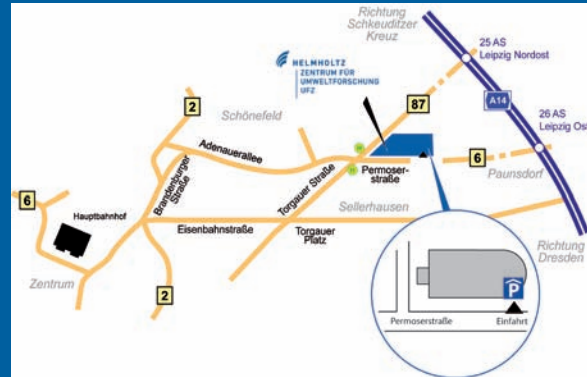 Richtung
Schkeuditzer
Kreuz
25 AS
Leipzig Nordost
HELMHOLTZ
ZENTRUM FÜR
UMWELTFORSCHUNG
UFZ
A14
87
2
Schönefeld
26 AS
Leipzig Ost
H
Adenauerallee
6
Paunsdorf
H
Permoser-
straße
Brandenburger
Straße
Torgauer Straße
6
Hauptbahnhof
Sellerhausen
Eisenbahnstraße
Torgauer
Platz
Richtung
Dresden
Zentrum
2
P
Permoserstraße
Einfahrt